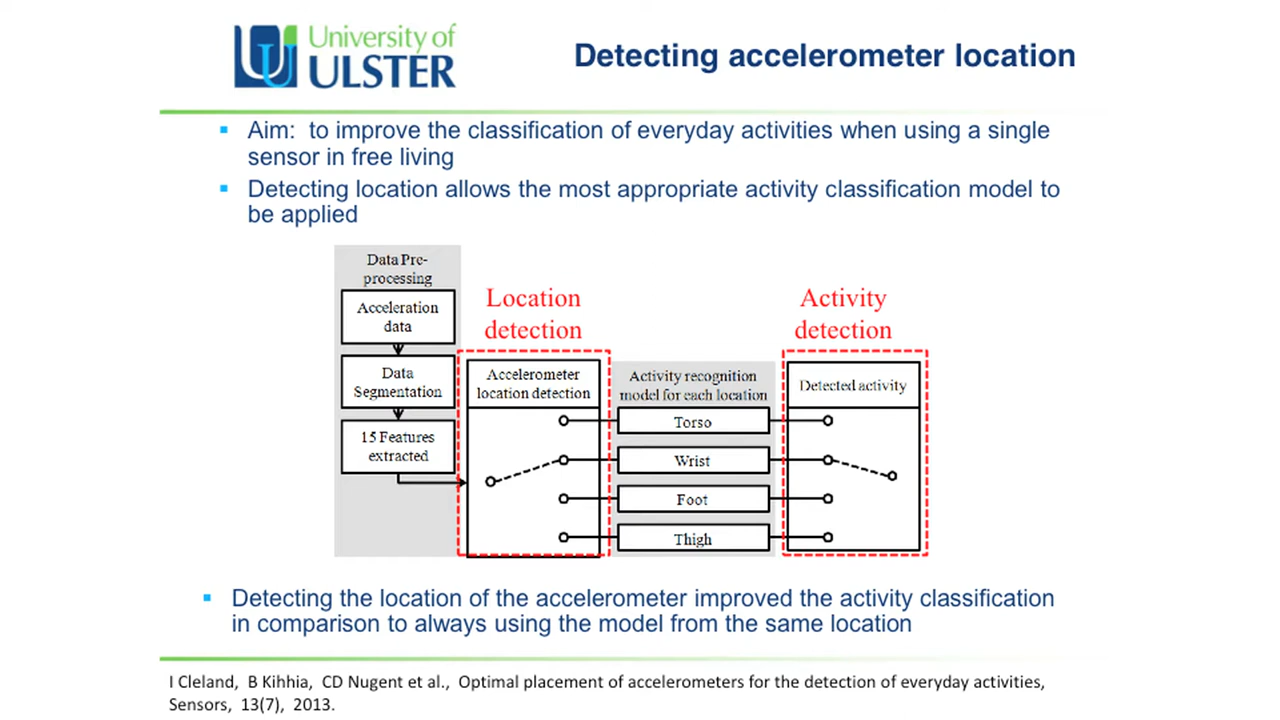 University of
ULSTER
Detecting accelerometer location
Aim: to improve the classification of everyday activities when using a single
sensor in free living
Detecting location allows the most appropriate activity classification model to
be applied
Data Pre-
processing
Acceleration
data
Data
Segmentation
15 Features
extracted
Location
detection
Accelerometer
location detection
Activity recognition
model for each location
Torso
Wrist
Foot
Thigh
Activity
detection
Detected activity
Detecting the location of the accelerometer improved the activity classification
in comparison to always using the model from the same location
I Cleland, B Kihhia, CD Nugent et al., Optimal placement of accelerometers for the detection of everyday activities,
Sensors, 13(7), 2013.